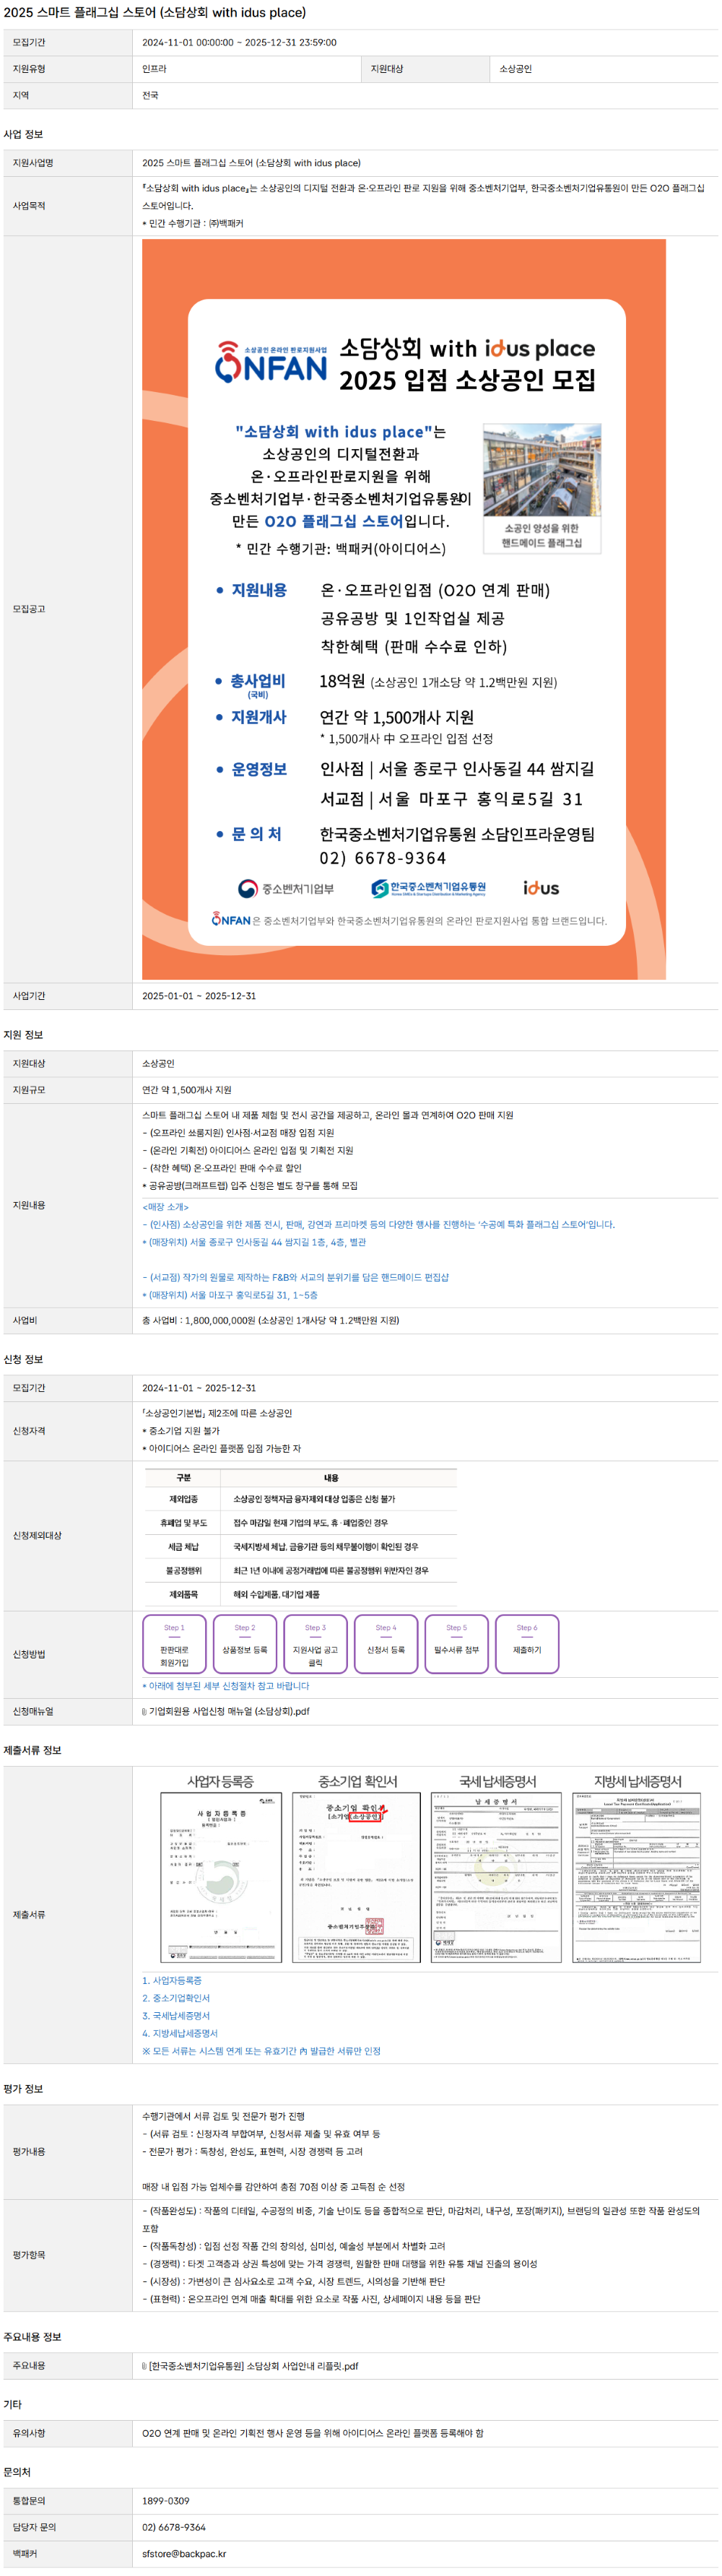 2025 스마트 플래그십 스토어 (소담상회 with idus place)
모집기간 2024-11-01 00:00:00 ~ 2025-12-31 23:59:00
지원유형 인프라 지원대상 소상공인
지역 전국
사업 정보
지원사업명 2025 스마트 플래그십 스토어 (소담상회 with idus place)
사업목적
『소담상회 with idus place』는 소상공인의 디지털 전환과 온·오프라인 판로 지원을 위해 중소벤처기업부, 한국중소벤처기업유통원이 만든 O2O 플래그십
스토어입니다.
* 민간 수행기관 : ㈜백패커
모집공고
소상공인 온라인 판로지원사업
ONFAN
소담상회 with idus place
2025 입점 소상공인 모집
"소담상회 with idus place"는
소상공인의 디지털전환과
온·오프라인판로지원을 위해
중소벤처기업부·한국중소벤처기업유통원이
만든 O2O 플래그십 스토어입니다.
* 민간 수행기관: 백패커(아이디어스)
소공인 양성을 위한
핸드메이드 플래그십
• 지원내용 온·오프라인입점 (O2O 연계 판매)
공유공방 및 1인작업실 제공
착한혜택 (판매 수수료 인하)
• 총사업비 18억원 (소상공인 1개소당 약 1.2백만원 지원)
(국비)
• 지원개사 연간 약 1,500개사 지원
* 1,500개사 中 오프라인 입점 선정
• 운영정보 인사점 | 서울 종로구 인사동길 44 쌈지길
서교점 | 서울 마포구 홍익로5길 31
• 문 의 처 한국중소벤처기업유통원 소담인프라운영팀
02) 6678-9364
중소벤처기업부 한국중소벤처기업유통원 idus
ONFAN은 중소벤처기업부와 한국중소벤처기업유통원의 온라인 판로지원사업 통합 브랜드입니다.
사업기간 2025-01-01 ~ 2025-12-31
지원 정보
지원대상 소상공인
지원규모 연간 약 1,500개사 지원
지원내용
스마트 플래그십 스토어 내 제품 체험 및 전시 공간을 제공하고, 온라인 몰과 연계하여 O2O 판매 지원
- (오프라인 쇼룸지원) 인사점·서교점 매장 입점 지원
- (온라인 기획전) 아이디어스 온라인 입점 및 기획전 지원
- (착한 혜택) 온·오프라인 판매 수수료 할인
* 공유공방(크래프트랩) 입주 신청은 별도 창구를 통해 모집
<매장 소개>
- (인사점) 소상공인을 위한 제품 전시, 판매, 강연과 프리마켓 등의 다양한 행사를 진행하는 '수공예 특화 플래그십 스토어'입니다.
* (매장위치) 서울 종로구 인사동길 44 쌈지길 1층, 4층, 별관
- (서교점) 작가의 원물로 제작하는 F&B와 서교의 분위기를 담은 핸드메이드 편집샵
* (매장위치) 서울 마포구 홍익로5길 31, 1~5층
사업비 총 사업비 : 1,800,000,000원 (소상공인 1개사당 약 1.2백만원 지원)
신청 정보
모집기간 2024-11-01 ~ 2025-12-31
신청자격
「소상공인기본법」 제2조에 따른 소상공인
* 중소기업 지원 불가
* 아이디어스 온라인 플랫폼 입점 가능한 자
신청제외대상
구분 내용
제외업종 소상공인 정책자금 융자제외 대상 업종은 신청 불가
휴폐업 및 부도 접수 마감일 현재 기업의 부도, 휴·폐업중인 경우
세금 체납 국세지방세 체납, 금융기관 등의 채무불이행이 확인된 경우
불공정행위 최근 1년 이내에 공정거래법에 따른 불공정행위 위반자인 경우
제외품목 해외 수입제품, 대기업 제품
신청방법
Step 1 Step 2 Step 3 Step 4 Step 5 Step 6
판판대로 상품정보 등록 지원사업 공고 신청서 등록 필수서류 첨부 제출하기
회원가입 클릭
* 아래에 첨부된 세부 신청절차 참고 바랍니다
신청매뉴얼 기업회원용 사업신청 매뉴얼 (소담상회).pdf
제출서류 정보
제출서류
사업자 등록증 중소기업 확인서 국세 납세증명서 지방세 납세증명서
사업자등록증
중소기업 확인서
[소기업(소상공인)]
납세증명서
중소벤처기업부장관
1. 사업자등록증
2. 중소기업확인서
3. 국세납세증명서
4. 지방세납세증명서
※ 모든 서류는 시스템 연계 또는 유효기간 內 발급한 서류만 인정
평가 정보
평가내용
수행기관에서 서류 검토 및 전문가 평가 진행
- (서류 검토 : 신청자격 부합여부, 신청서류 제출 및 유효 여부 등
- 전문가 평가 : 독창성, 완성도, 표현력, 시장 경쟁력 등 고려
매장 내 입점 가능 업체수를 감안하여 총점 70점 이상 중 고득점 순 선정
평가항목
- (작품완성도) : 작품의 디테일, 수공정의 비중, 기술 난이도 등을 종합적으로 판단, 마감처리, 내구성, 포장(패키지), 브랜딩의 일관성 또한 작품 완성도의
포함
- (작품독창성) : 입점 선정 작품 간의 창의성, 심미성, 예술성 부분에서 차별화 고려
- (경쟁력) : 타겟 고객층과 상권 특성에 맞는 가격 경쟁력, 원활한 판매 대행을 위한 유통 채널 진출의 용이성
- (시장성) : 가변성이 큰 심사요소로 고객 수요, 시장 트렌드, 시의성을 기반해 판단
- (표현력) : 온오프라인 연계 매출 확대를 위한 요소로 작품 사진, 상세페이지 내용 등을 판단
주요내용 정보
주요내용 [한국중소벤처기업유통원] 소담상회 사업안내 리플릿.pdf
기타
유의사항 O2O 연계 판매 및 온라인 기획전 행사 운영 등을 위해 아이디어스 온라인 플랫폼 등록해야 함
문의처
통합문의 1899-0309
담당자 문의 02) 6678-9364
백패커 sfstore@backpac.kr